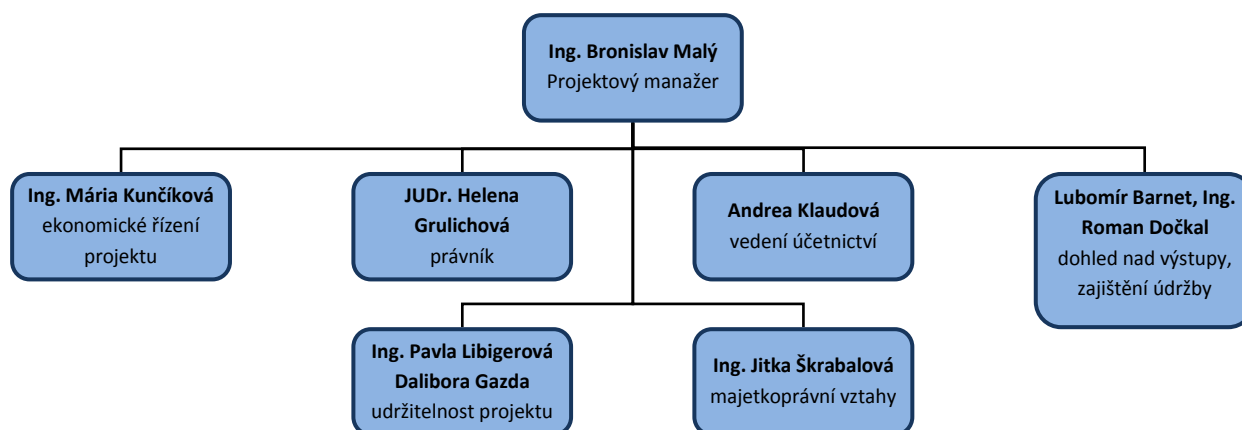 Ing. Bronislav Malý
Projektový manažer
Ing. Mária Kunčíková
ekonomické řízení
projektu
JUDr. Helena
Grulichová
právník
Andrea Klaudová
vedení účetnictví
Lubomír Barnet, Ing.
Roman Dočkal
dohled nad výstupy,
zajištění údržby
Ing. Pavla Libigerová
Dalibora Gazda
udržitelnost projektu
Ing. Jitka Škrabalová
majetkoprávní vztahy